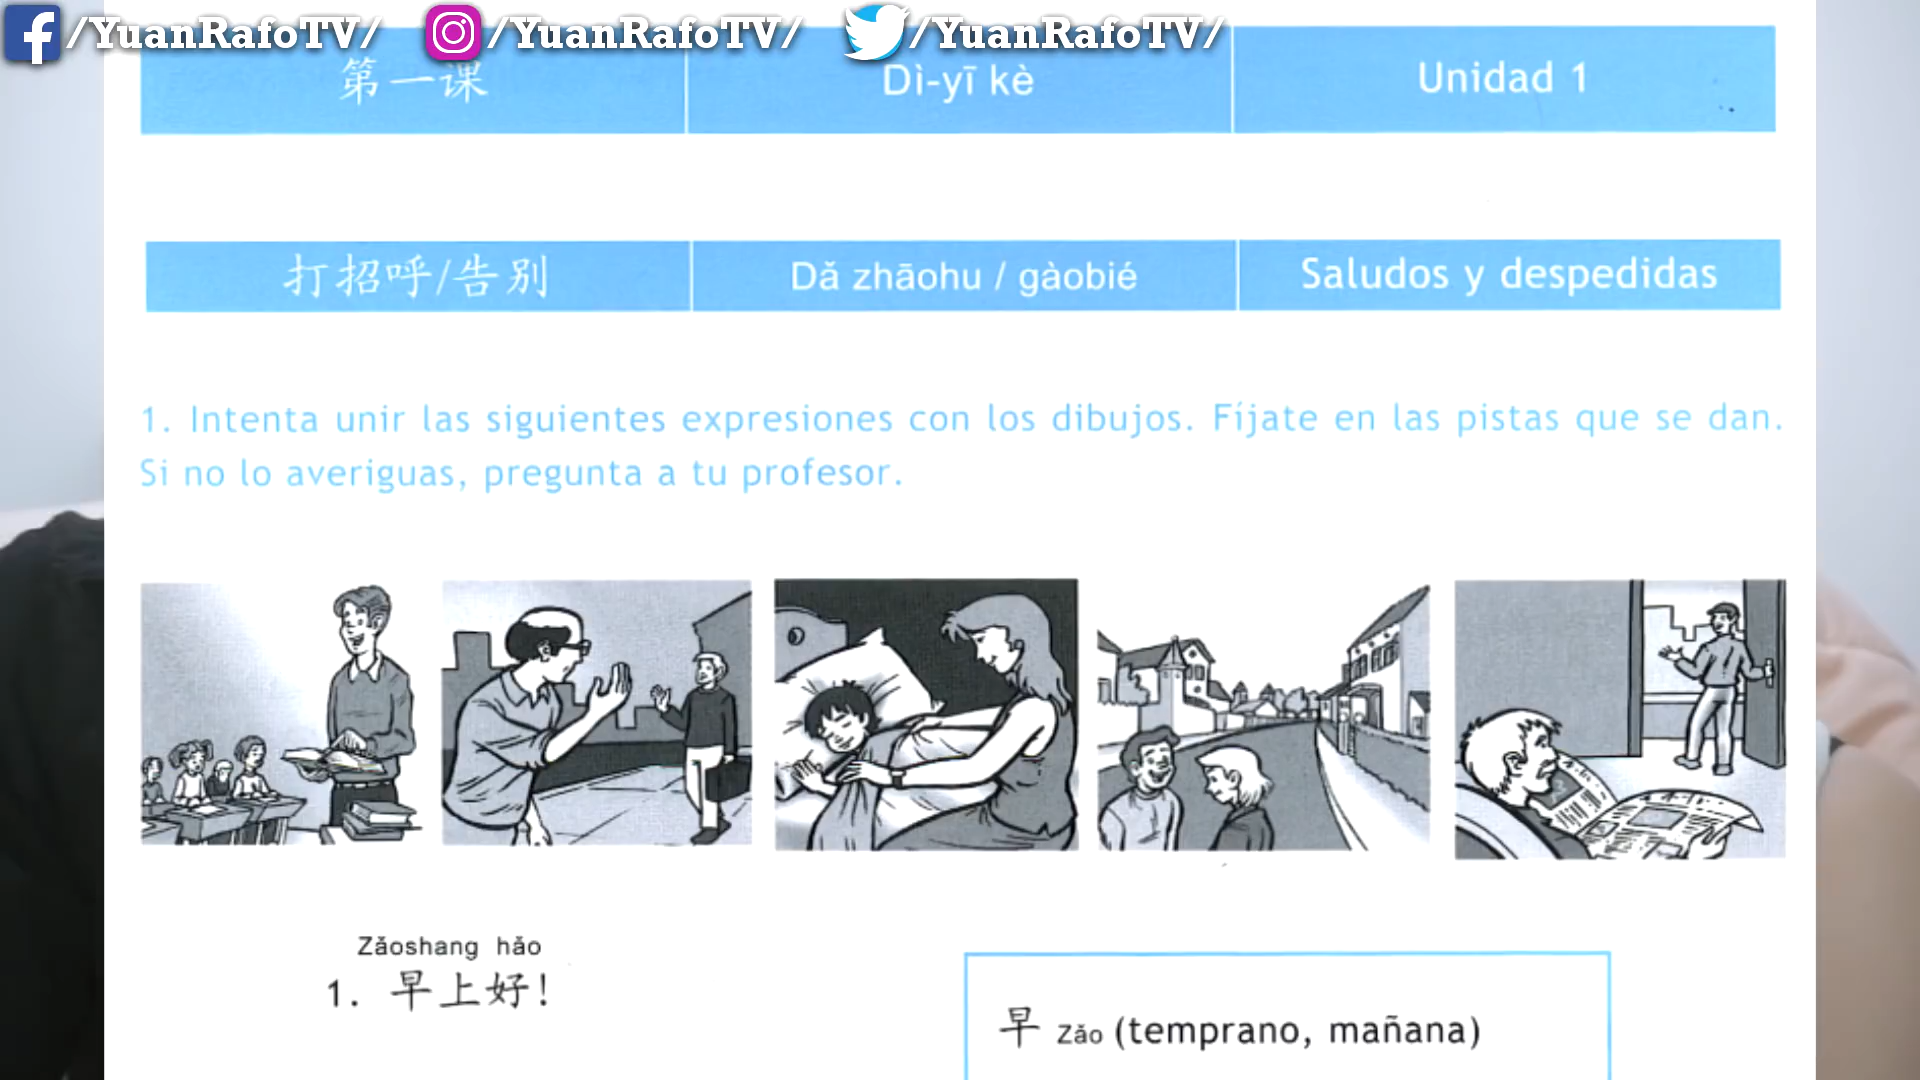 /YuanRafoTV/ /YuanRafoTV/ /YuanRafoTV/
第一课 Dì-yī kè Unidad 1
打招呼/告别 Dǎ zhāohu / gàobié Saludos y despedidas
1. Intenta unir las siguientes expresiones con los dibujos. Fíjate en las pistas que se dan.
Si no lo averiguas, pregunta a tu profesor.
Zǎoshang hǎo
1. 早上好!
早 Zǎo (temprano, mañana)